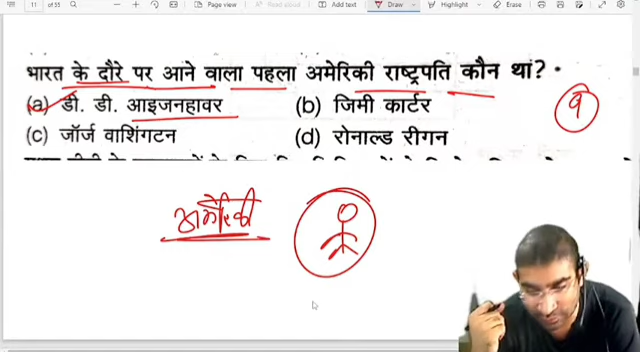 11 of 55
Page view
Read aloud
Add text
Draw
Highlight
Erase
भारत के दौरे पर आने वाला पहला अमेरिकी राष्ट्रपति कौन थां?
(a) डी. डी. आइजनहावर (b) जिमी कार्टर
(c) जॉर्ज वाशिंगटन (d) रोनाल्ड रीगन
अमेरिकी